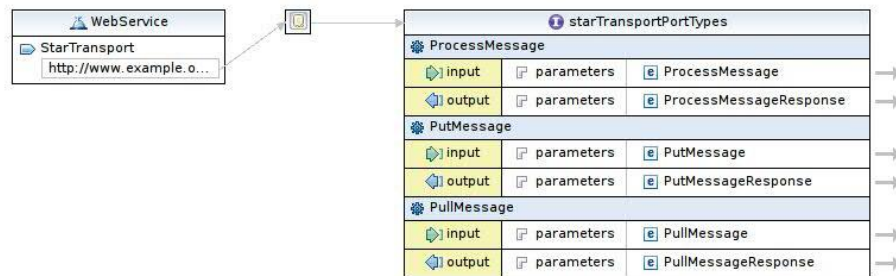 WebService
StarTransport
http://www.example.o...
starTransportPortTypes
ProcessMessage
input parameters e ProcessMessage
output parameters e ProcessMessageResponse
PutMessage
input parameters e PutMessage
output parameters e PutMessageResponse
PullMessage
input parameters e PullMessage
output parameters e PullMessageResponse